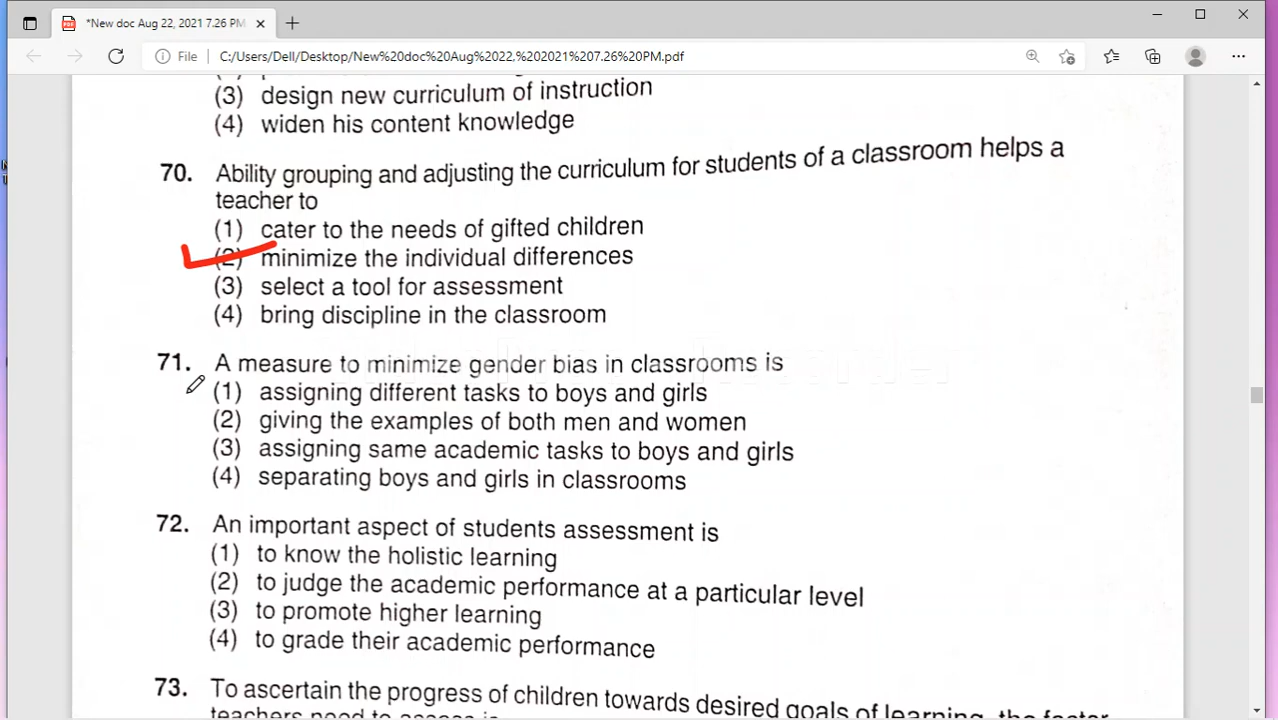 *New doc Aug 22, 2021 7.26 PM.
File C:/Users/Dell/Desktop/New%20doc%20Aug%2022,%202021%207.26%20PM.pdf
(3) design new curriculum of instruction
(4) widen his content knowledge
70. Ability grouping and adjusting the curriculum for students of a classroom helps a
teacher to
(1) cater to the needs of gifted children
(2) minimize the individual differences
(3) select a tool for assessment
(4) bring discipline in the classroom
71. A measure to minimize gender bias in classrooms is
(1) assigning different tasks to boys and girls
(2) giving the examples of both men and women
(3) assigning same academic tasks to boys and girls
(4) separating boys and girls in classrooms
72. An important aspect of students assessment is
(1) to know the holistic learning
(2) to judge the academic performance at a particular level
(3) to promote higher learning
(4) to grade their academic performance
73. To ascertain the progress of children towards desired goals of learning, the factor
teachers need to assess is